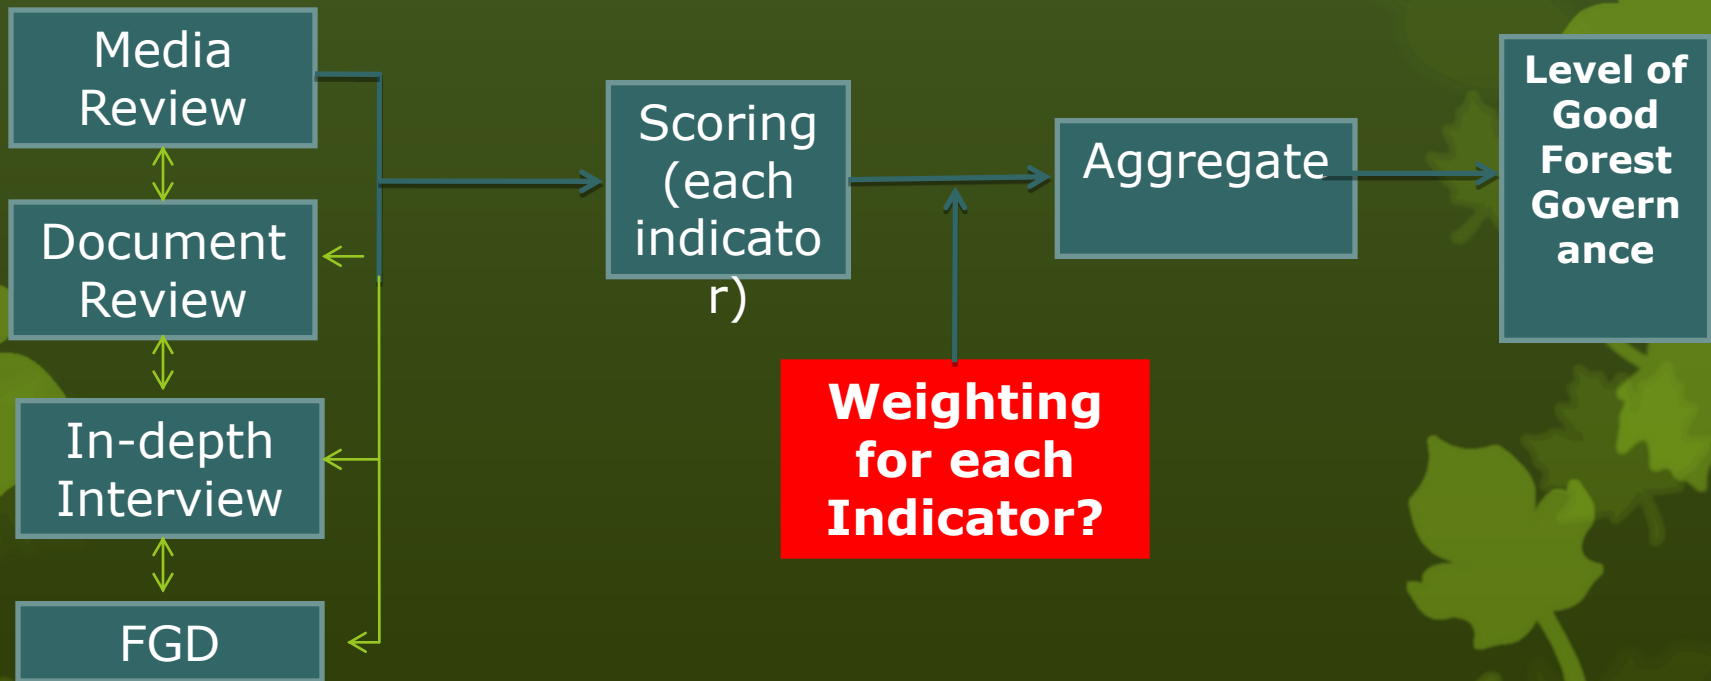 Media
Review
Document
Review
In-depth
Interview
FGD
Scoring
(each
indicato
r)
Weighting
for each
Indicator?
Aggregate
Level of
Good
Forest
Govern
ance